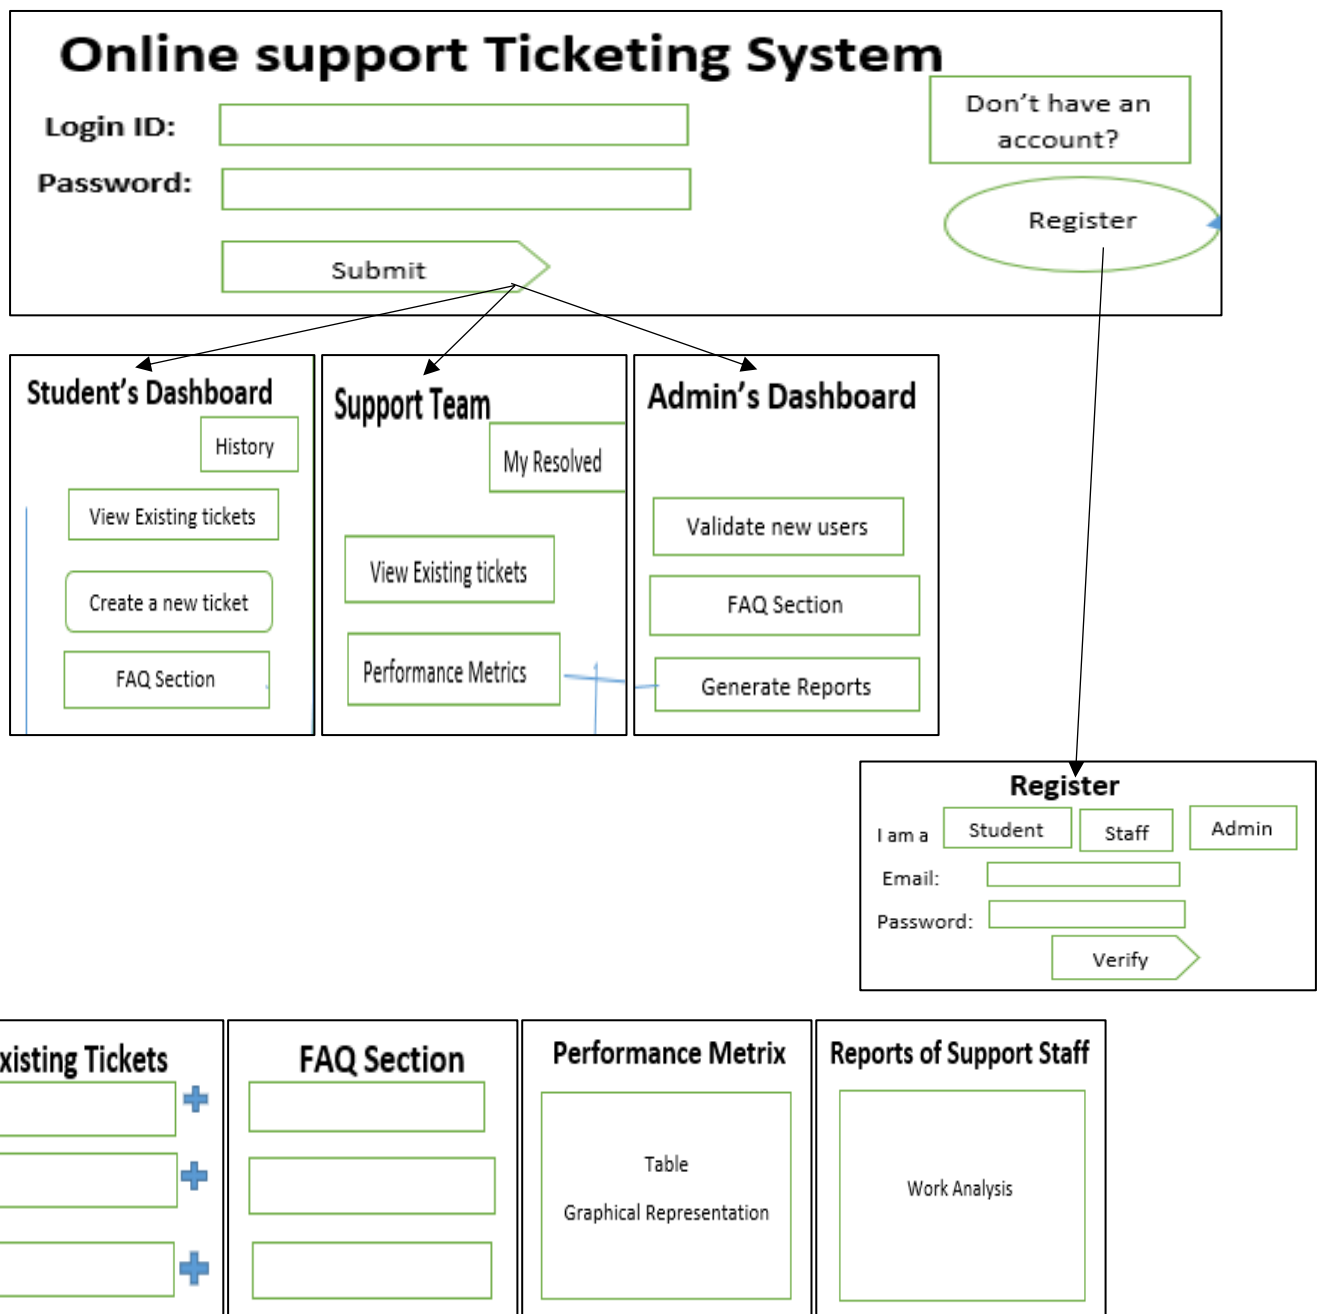 Online support Ticketing System
Login ID:
Password:
Submit
Don't have an
account?
Register
Student's Dashboard
History
View Existing tickets
Create a new ticket
FAQ Section
Support Team
My Resolved
View Existing tickets
Performance Metrics
Admin's Dashboard
Validate new users
FAQ Section
Generate Reports
Register
I am a
Student
Staff
Admin
Email:
Password:
Verify
xisting Tickets
FAQ Section
Performance Metrix
Table
Graphical Representation
Reports of Support Staff
Work Analysis